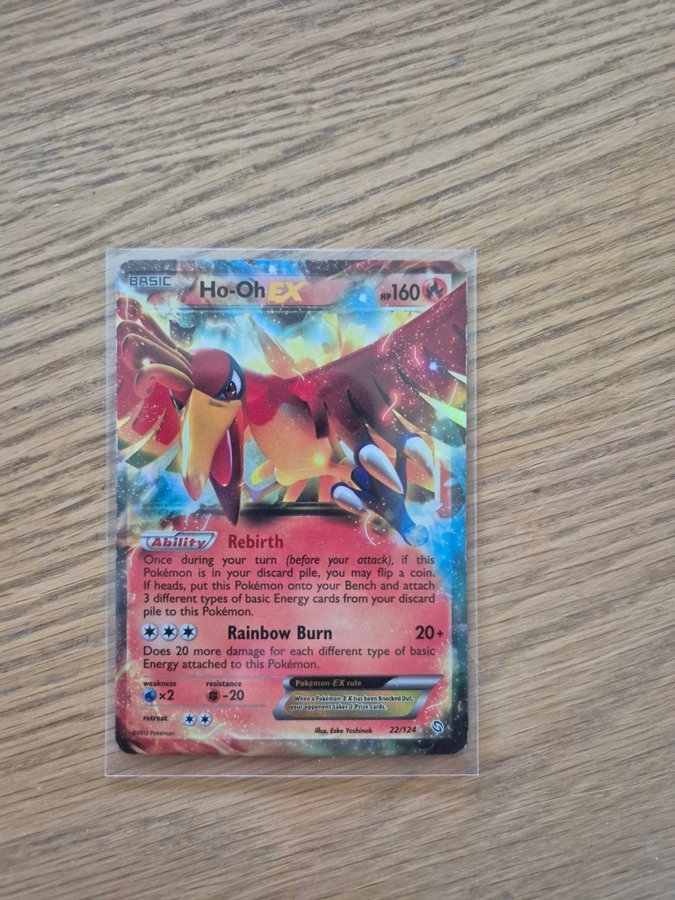 BASIC Ho-Oh EX HP160
Ability Rebirth
Once during your turn (before your attack), if this
Pokémon is in your discard pile, you may flip a coin.
If heads, put this Pokémon onto your Bench and attach
3 different types of basic Energy cards from your discard
pile to this Pokémon.
Rainbow Burn 20+
Does 20 more damage for each different type of basic
Energy attached to this Pokémon.
weakness resistance Pokémon-EX rule
×2 -20 When a Pokémon-EX has been Knocked Out,
your opponent takes 2 Prize cards.
retreat
©2012 Pokémon Illus. Eske Yoshinob 22/124